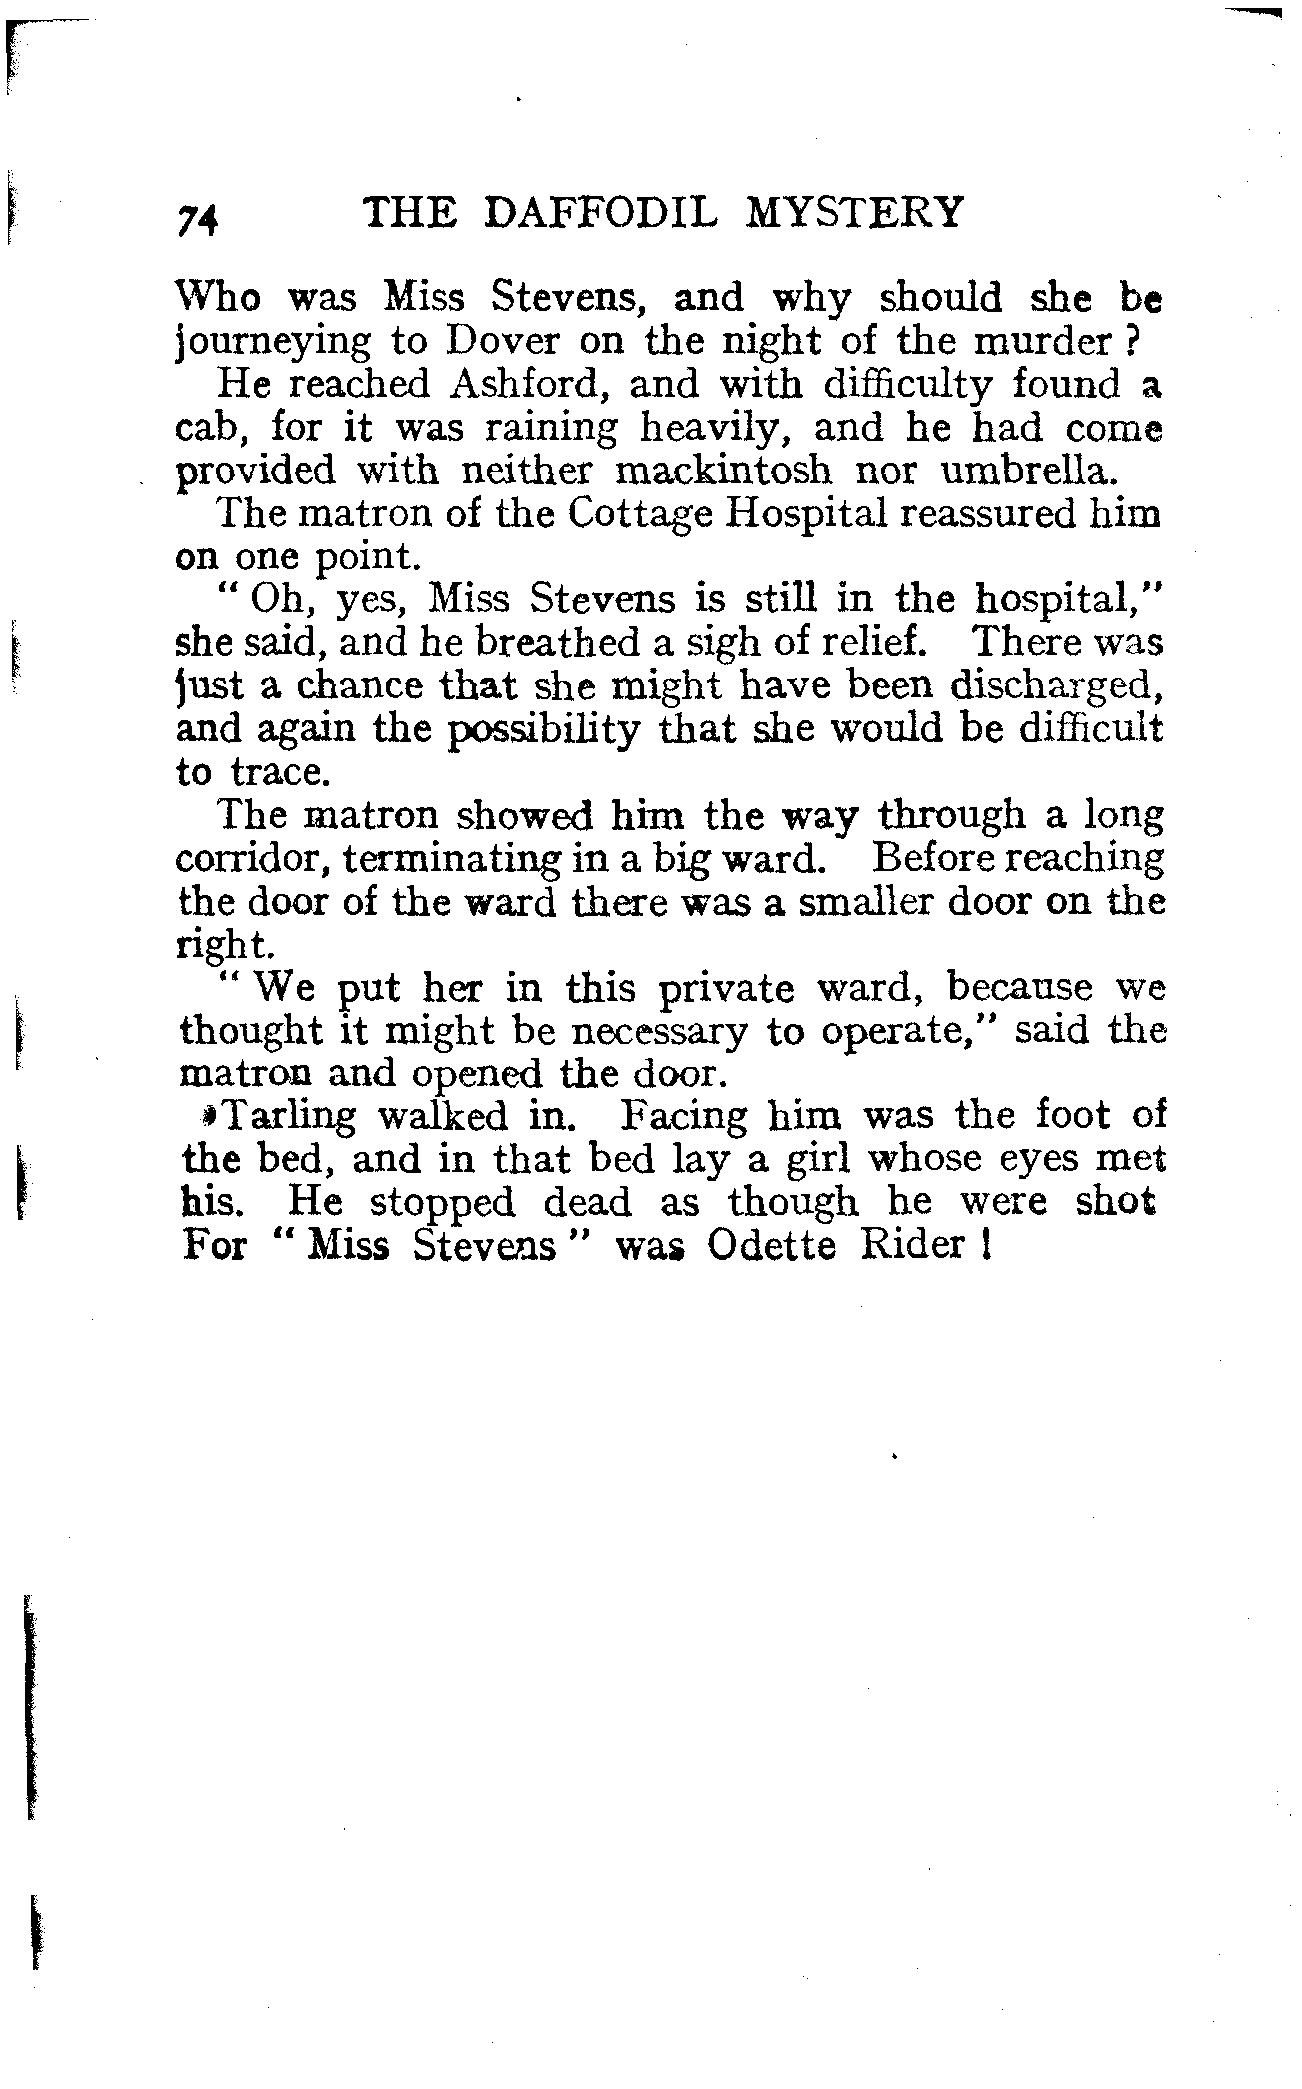 74 THE DAFFODIL MYSTERY
Who was Miss Stevens, and why should she be
journeying to Dover on the night of the murder ?
He reached Ashford, and with difficulty found a
cab, for it was raining heavily, and he had come
provided with neither mackintosh nor umbrella.
The matron of the Cottage Hospital reassured him
on one point.
“ Oh, yes, Miss Stevens is still in the hospital,”
she said, and he breathed a sigh of relief. There was
just a chance that she might have been discharged,
and again the possibility that she would be difficult
to trace.
The matron showed him the way through a long
corridor, terminating in a big ward. Before reaching
the door of the ward there was a smaller door on the
right.
“ We put her in this private ward, because we
thought it might be necessary to operate,” said the
matron and opened the door.
Tarling walked in. Facing him was the foot of
the bed, and in that bed lay a girl whose eyes met
his. He stopped dead as though he were shot
For “ Miss Stevens ” was Odette Rider !